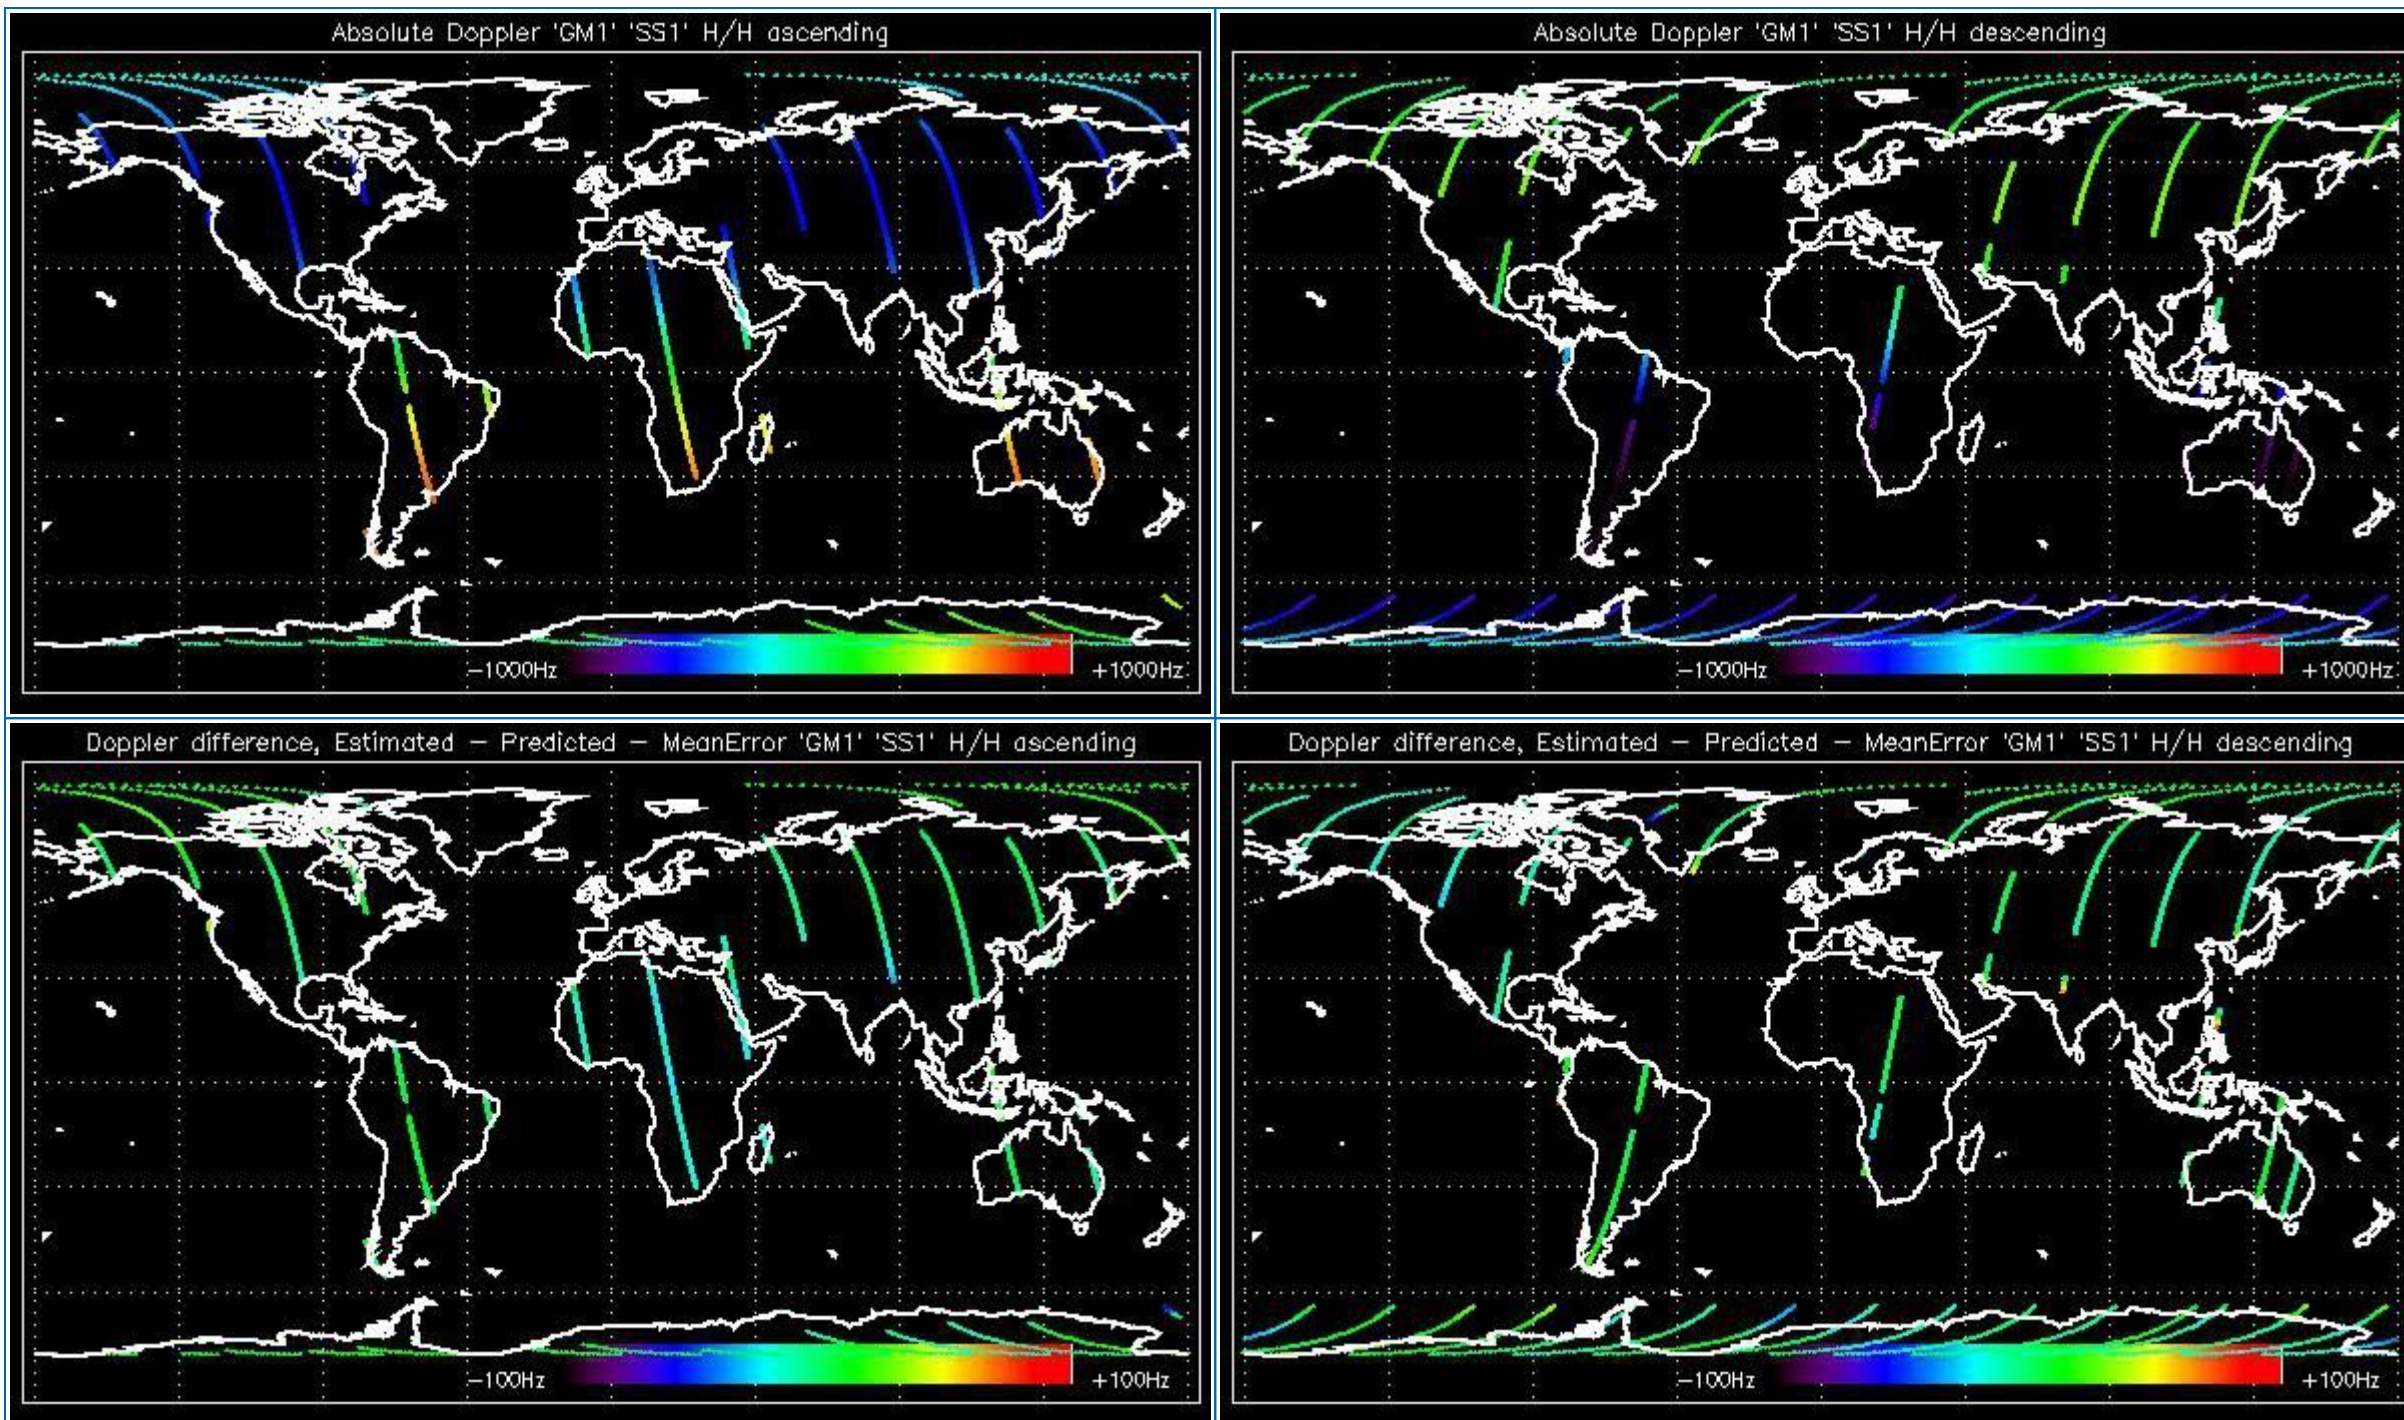 Absolute Doppler 'GM1' 'SS1' H/H ascending
-1000Hz +1000Hz
Absolute Doppler 'GM1' 'SS1' H/H descending
-1000Hz +1000Hz
Doppler difference, Estimated - Predicted - MeanError 'GM1' 'SS1' H/H ascending
-100Hz +100Hz
Doppler difference, Estimated - Predicted - MeanError 'GM1' 'SS1' H/H descending
-100Hz +100Hz